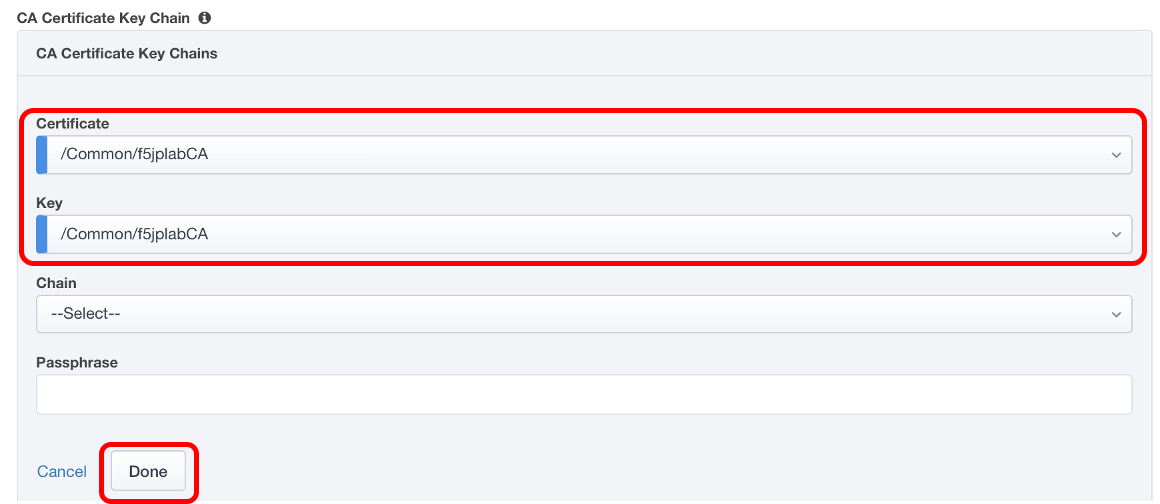 CA Certificate Key Chain
CA Certificate Key Chains
Certificate
/Common/f5jplabCA
Key
/Common/f5jplabCA
Chain
--Select--
Passphrase
Cancel Done